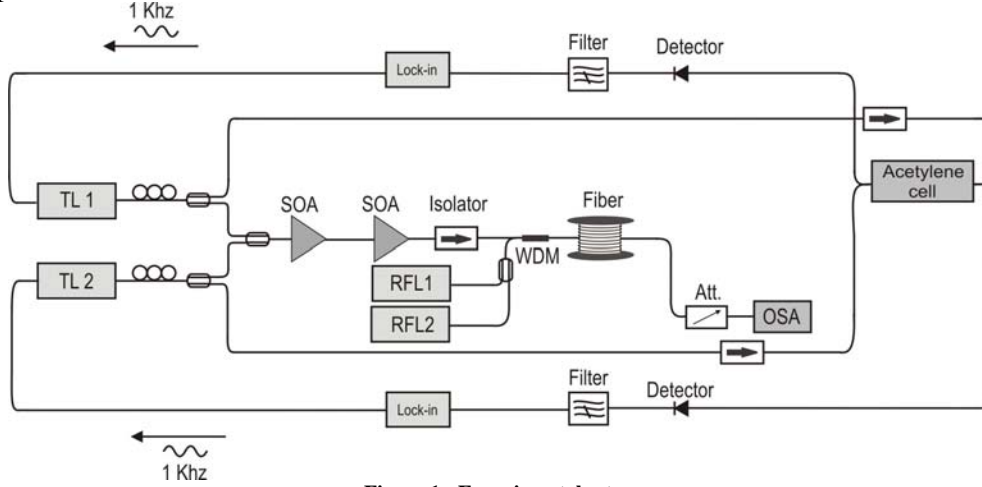 1 Khz
Filter
Detector
Lock-in
Acetylene
cell
TL 1
SOA
SOA
Isolator
Fiber
WDM
TL 2
RFL1
RFL2
Att.
OSA
Filter
Detector
Lock-in
1 Khz